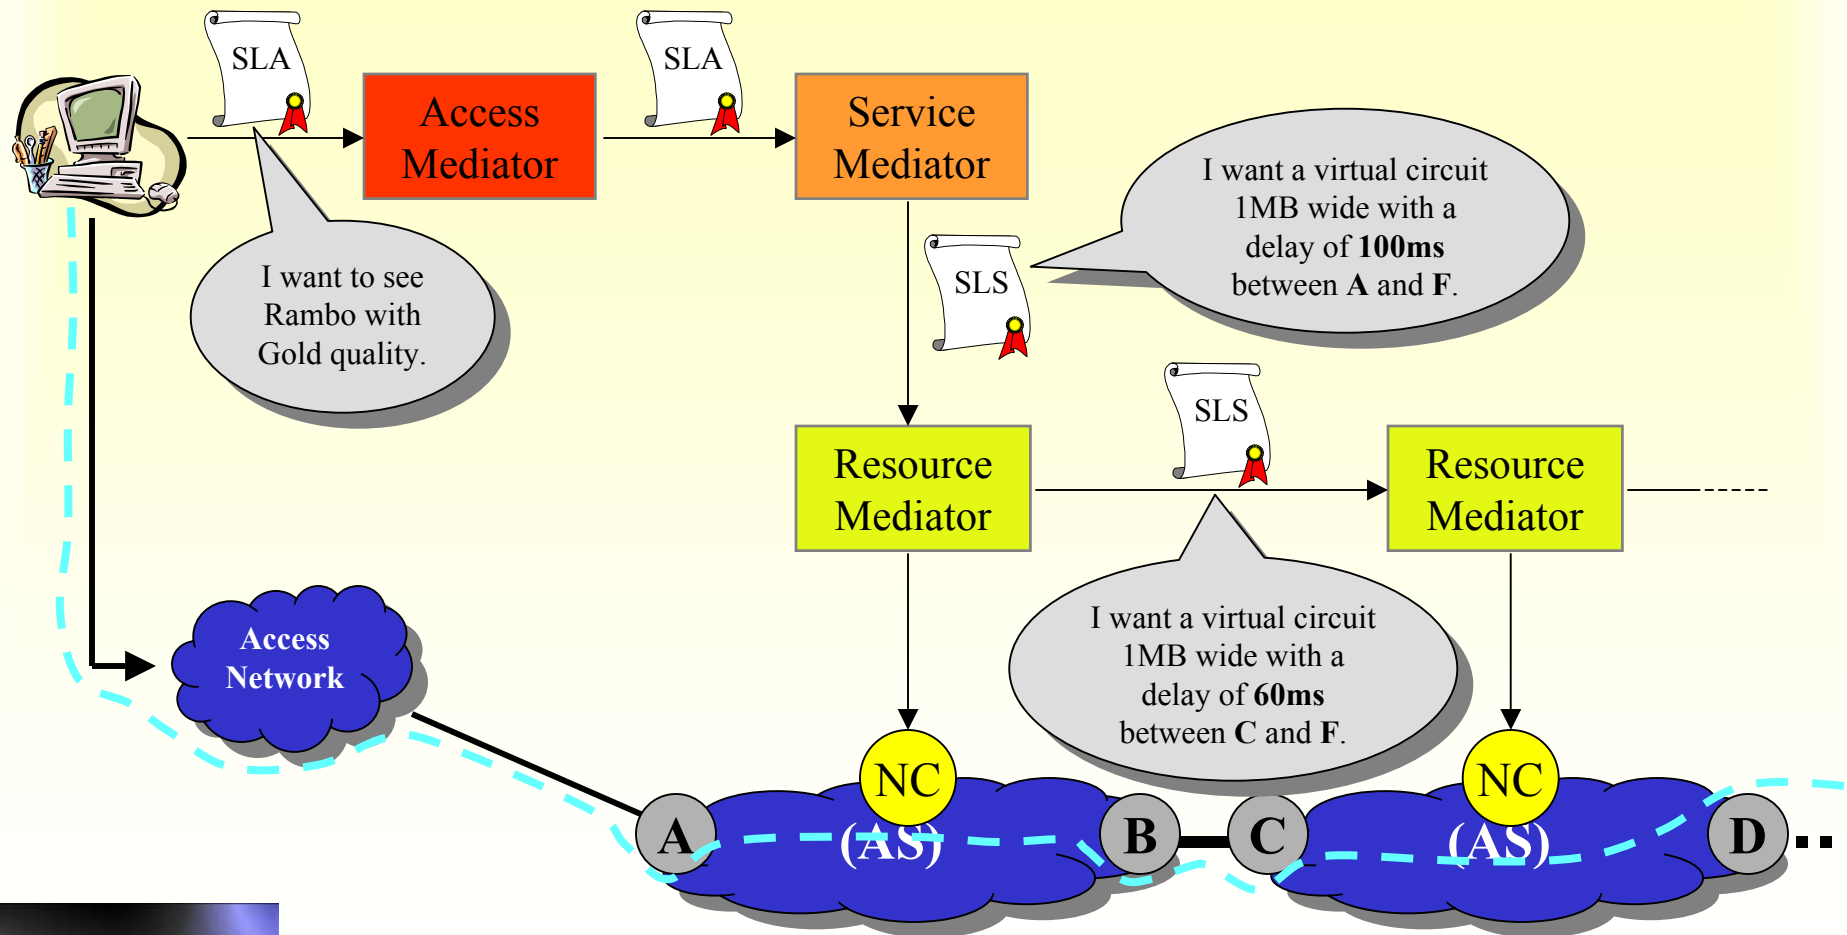 SLA
SLA
Access
Mediator
Service
Mediator
I want to see
Rambo with
Gold quality.
I want a virtual circuit
1MB wide with a
delay of 100ms
between A and F.
SLS
SLS
Resource
Mediator
Resource
Mediator
I want a virtual circuit
1MB wide with a
delay of 60ms
between C and F.
Access
Network
NC
NC
A
(AS)
B
C
(AS)
D